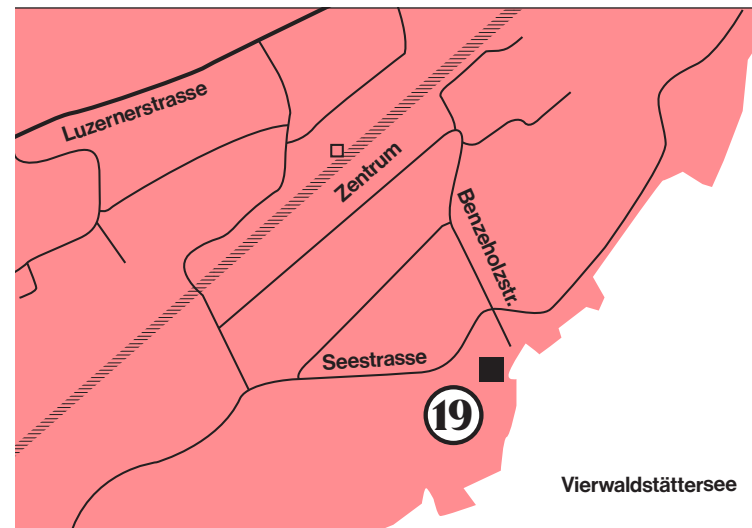 Luzernerstrasse
Zentrum
Benzeholzstr.
Seestrasse
19
Vierwaldstättersee